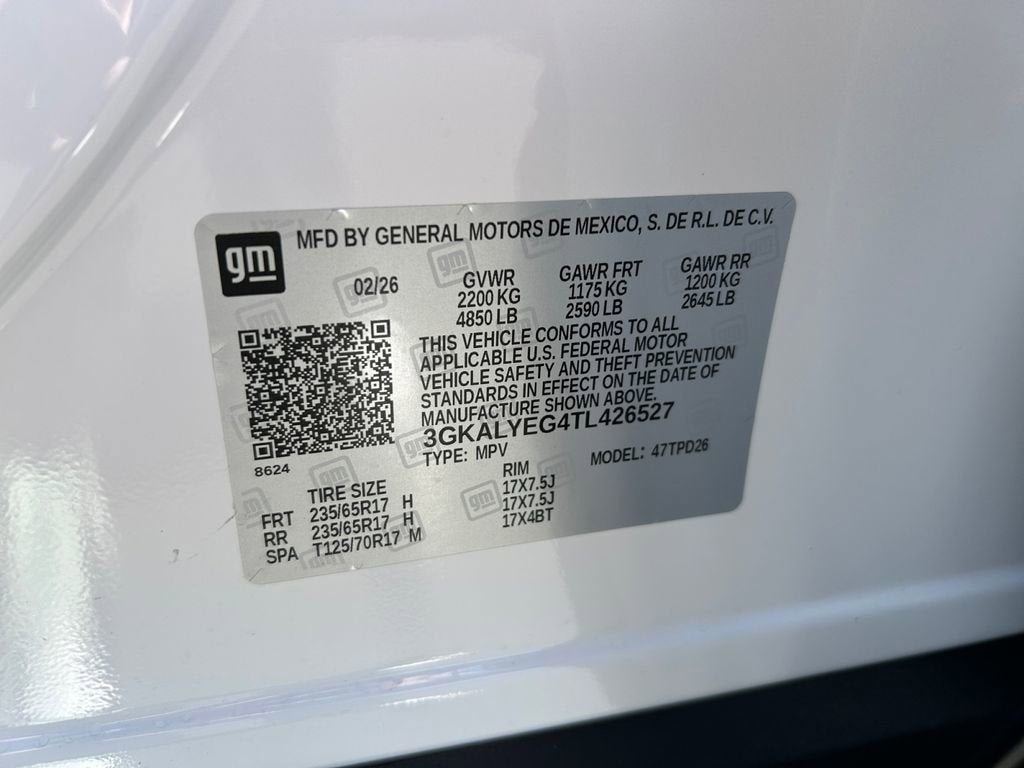 gm
MFD BY GENERAL MOTORS DE MEXICO, S. DE R.L. DE C.V.
02/26
GVWR
2200 KG
4850 LB
GAWR FRT
1175 KG
2590 LB
GAWR RR
1200 KG
2645 LB
THIS VEHICLE CONFORMS TO ALL
APPLICABLE U.S. FEDERAL MOTOR
VEHICLE SAFETY AND THEFT PREVENTION
STANDARDS IN EFFECT ON THE DATE OF
MANUFACTURE SHOWN ABOVE.
3GKALYEG4TL426527
TYPE: MPV
MODEL: 47TPD26
8624
TIRE SIZE
RIM
FRT 235/65R17 H 17X7.5J
RR 235/65R17 H 17X7.5J
SPA T125/70R17 M 17X4BT